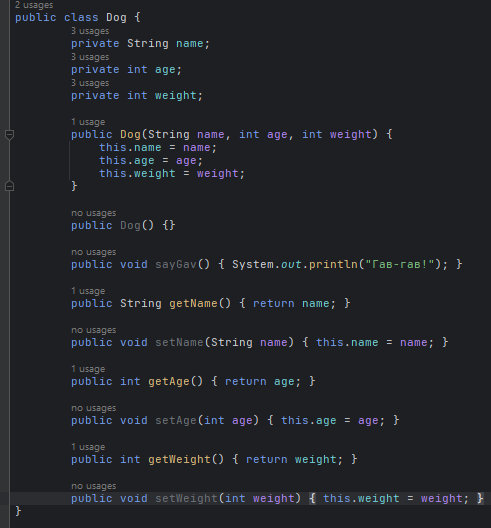 2 usages
public class Dog {
3 usages
private String name;
3 usages
private int age;
3 usages
private int weight;
1 usage
public Dog(String name, int age, int weight) {
this.name = name;
this.age = age;
this.weight = weight;
}
no usages
public Dog() {}
no usages
public void sayGav() { System.out.println("Гав-гав!"); }
1 usage
public String getName() { return name; }
no usages
public void setName(String name) { this.name = name; }
1 usage
public int getAge() { return age; }
no usages
public void setAge(int age) { this.age = age; }
1 usage
public int getWeight() { return weight; }
no usages
public void setWeight(int weight) { this.weight = weight; }
}